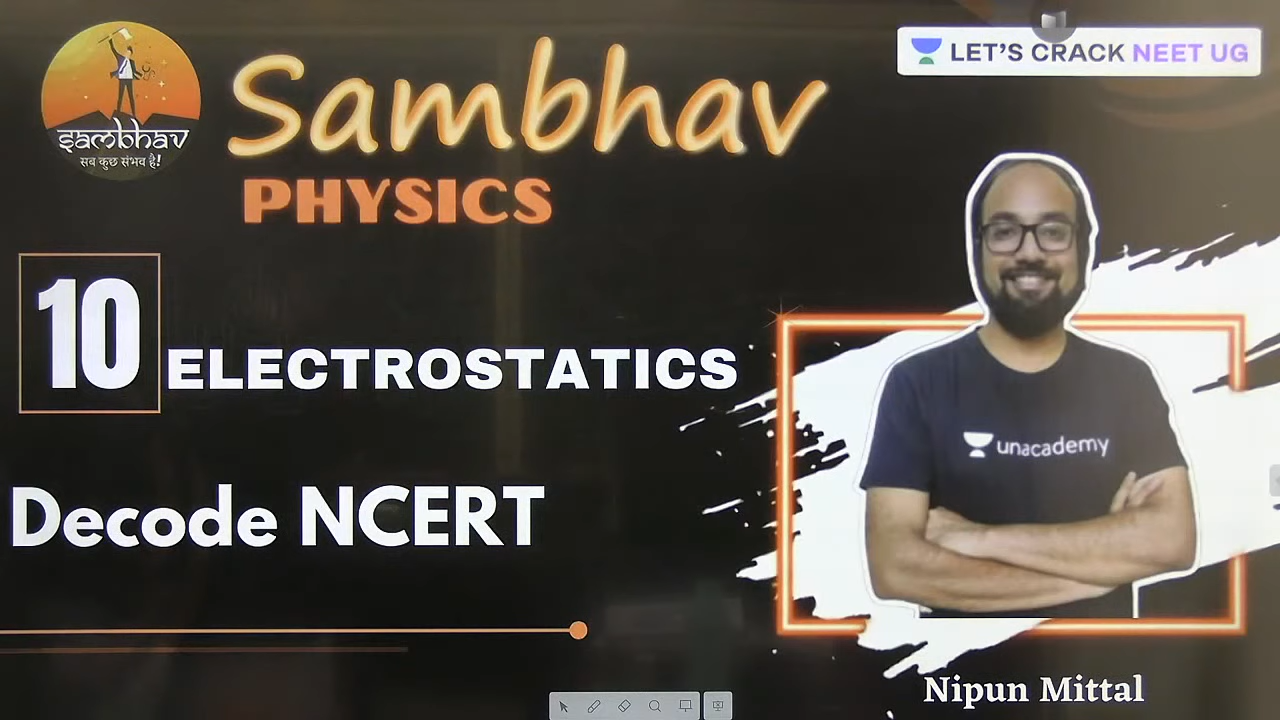 LET'S CRACK NEET UG
Sambhav
sambhav
सब कुछ संभव है!
PHYSICS
10 ELECTROSTATICS
unacademy
Decode NCERT
Nipun Mittal